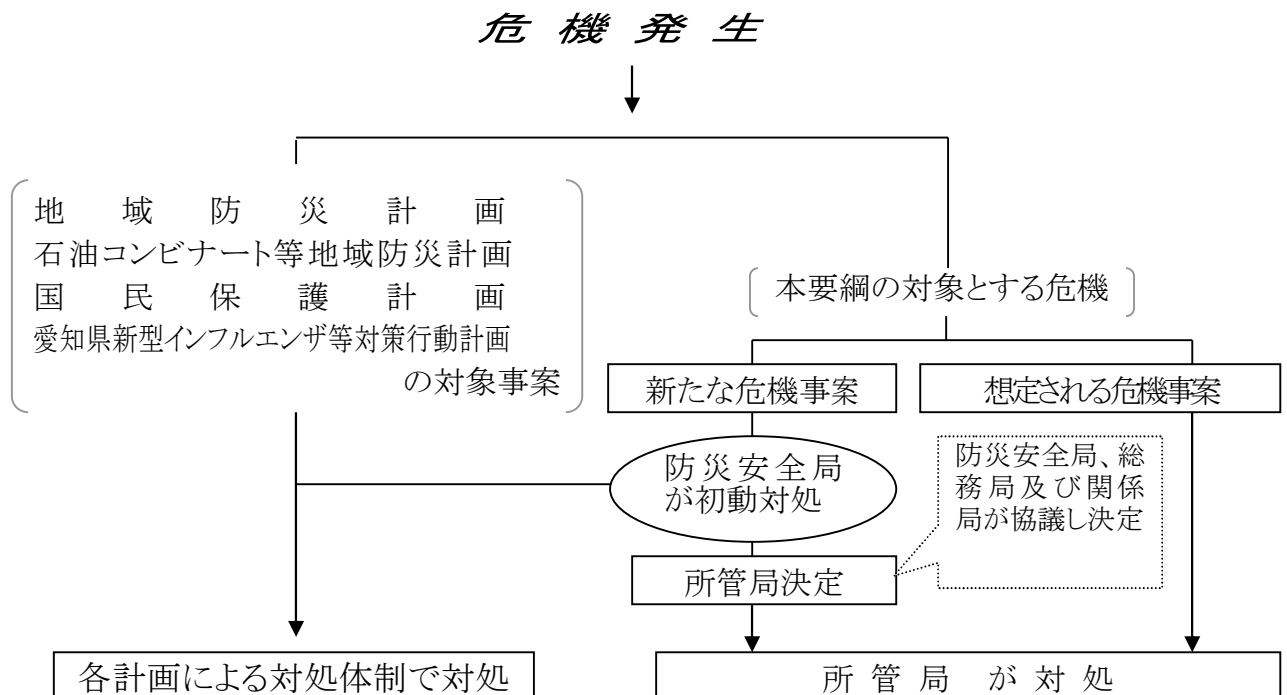 危機発生
地域防災計画
石油コンビナート等地域防災計画
国民保護計画
愛知県新型インフルエンザ等対策行動計画
の対象事案
本要綱の対象とする危機
新たな危機事案
想定される危機事案
防災安全局
が初動対処
防災安全局、総
務局及び関係
局が協議し決定
所管局決定
各計画による対処体制で対処
所管局が対処